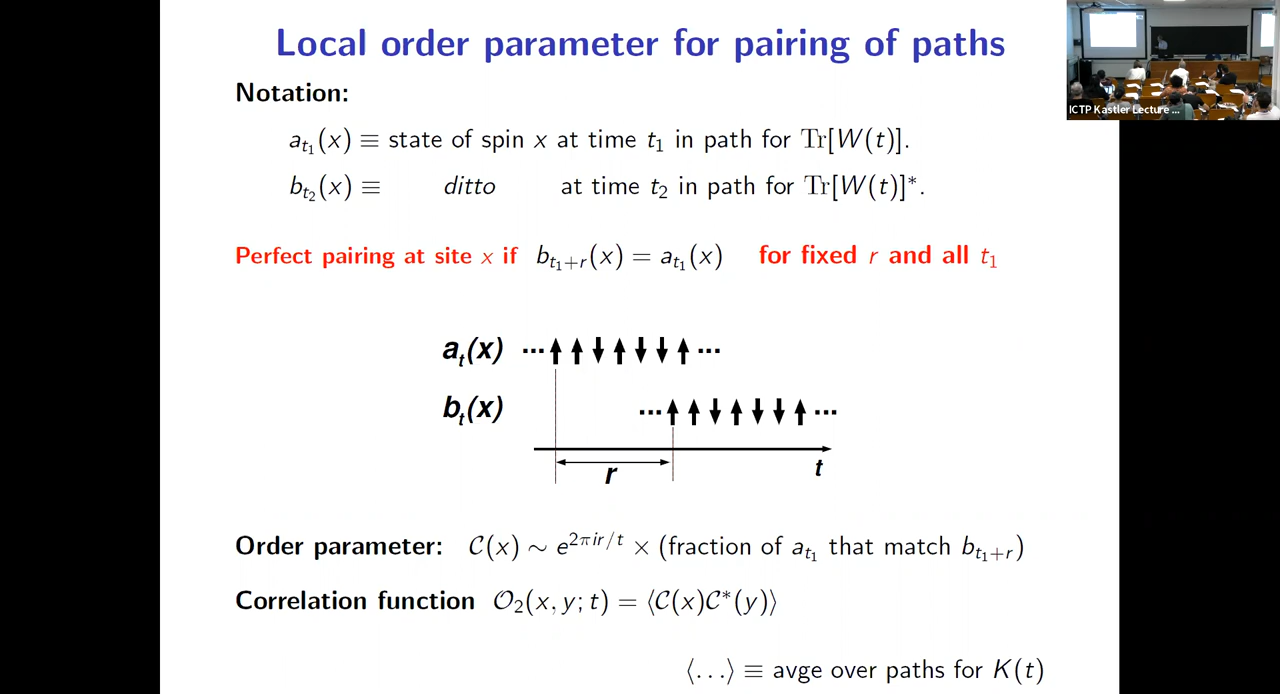 Local order parameter for pairing of paths
ICTP Kastler Lecture ...
Notation:
a_{t_1}(x) ≡ state of spin x at time t_1 in path for Tr[W(t)].
b_{t_2}(x) ≡ ditto at time t_2 in path for Tr[W(t)]*.
Perfect pairing at site x if b_{t_1+r}(x) = a_{t_1}(x) for fixed r and all t_1
a_t(x) ···↑↑↓↑↓↓↑···
b_t(x) ···↑↑↓↑↓↓↑···
r t
Order parameter: 𝒞(x) ∼ e^{2πir/t} × (fraction of a_{t_1} that match b_{t_1+r})
Correlation function 𝒪_2(x, y; t) = ⟨𝒞(x)𝒞*(y)⟩
⟨...⟩ ≡ avge over paths for K(t)